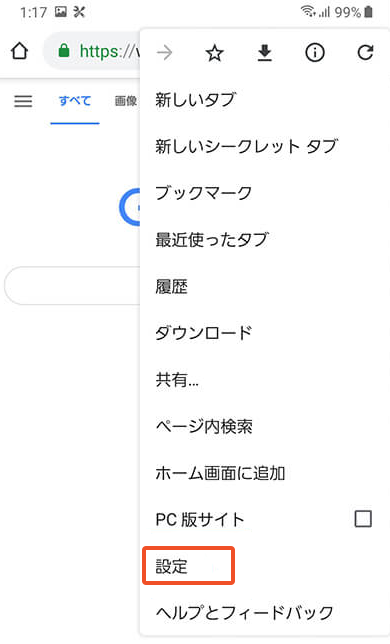 1:17 99%
https://w
すべて 画像
新しいタブ
新しいシークレット タブ
ブックマーク
最近使ったタブ
履歴
ダウンロード
共有...
ページ内検索
ホーム画面に追加
PC 版サイト
設定
ヘルプとフィードバック